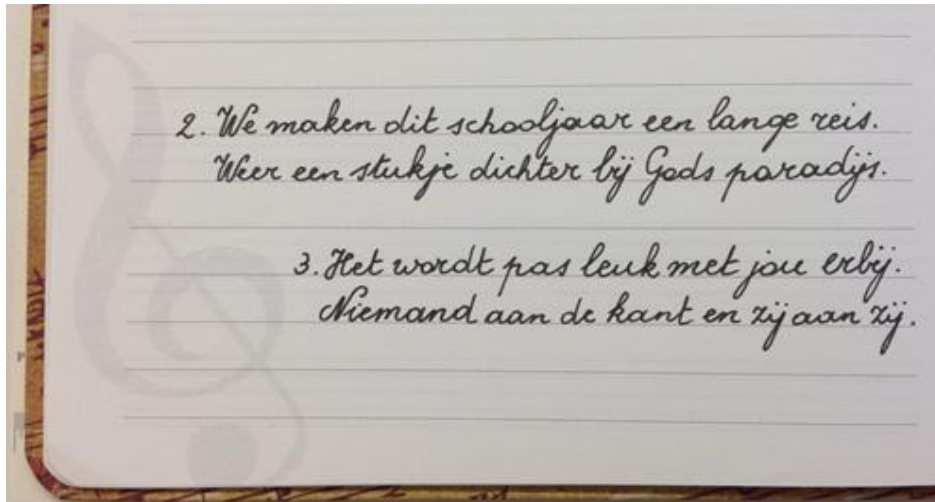 2. We maken dit schooljaar een lange reis.
Weer een stukje dichter bij Gods paradijs.
3. Het wordt pas leuk met jou erbij.
Niemand aan de kant en zij aan zij.